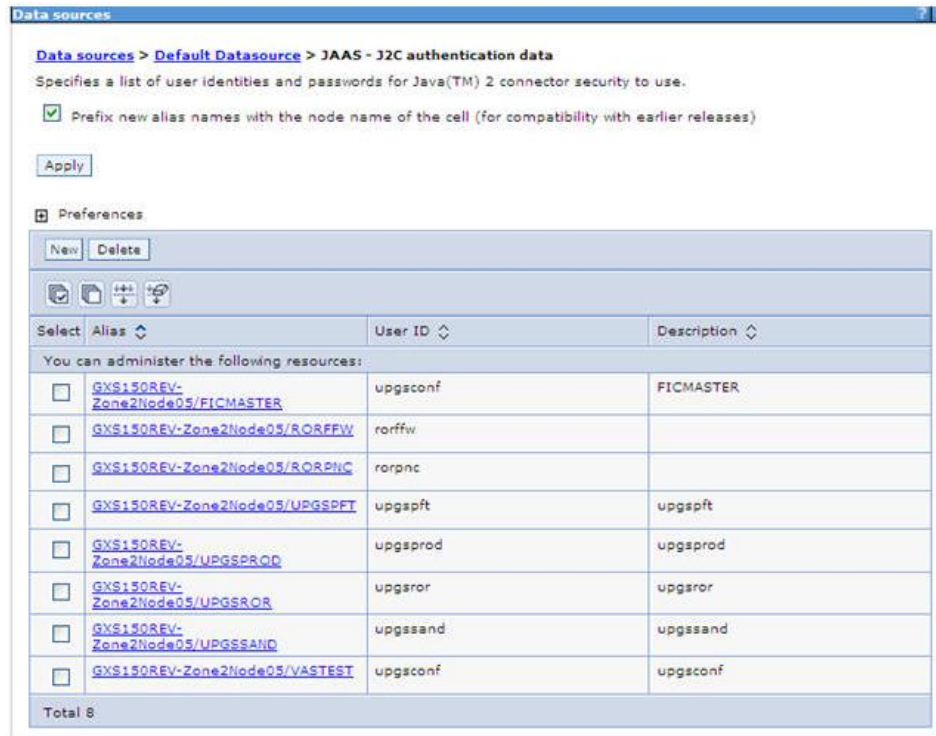 Data sources
?
Data sources > Default Datasource > JAAS - J2C authentication data
Specifies a list of user identities and passwords for Java(TM) 2 connector security to use.
Prefix new alias names with the node name of the cell (for compatibility with earlier releases)
Apply
Preferences
New Delete
Select Alias User ID Description
You can administer the following resources:
GXS150REV-
Zone2Node05/FICMASTER upgsconf FICMASTER
GXS150REV-Zone2Node05/RORFFW rorffw
GXS150REV-Zone2Node05/RORPNC rorpnc
GXS150REV-Zone2Node05/UPGSPFT upgspft upgspft
GXS150REV-
Zone2Node05/UPGSPROD upgsprod upgsprod
GXS150REV-
Zone2Node05/UPGSROR upgsror upgsror
GXS150REV-
Zone2Node05/UPGSSAND upgssand upgssand
GXS150REV-Zone2Node05/VASTEST upgsconf upgsconf
Total 8